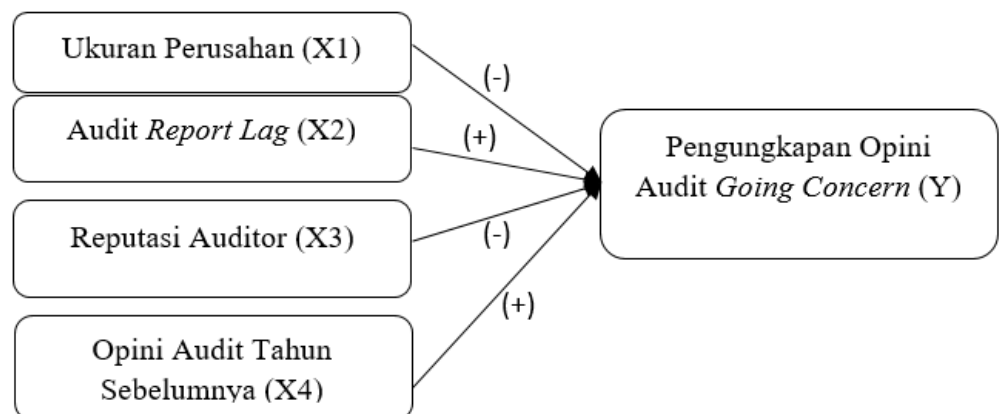 Ukuran Perusahan (X1)
(-)
Audit Report Lag (X2)
(+)
Pengungkapan Opini
Audit Going Concern (Y)
Reputasi Auditor (X3)
(-)
(+)
Opini Audit Tahun
Sebelumnya (X4)